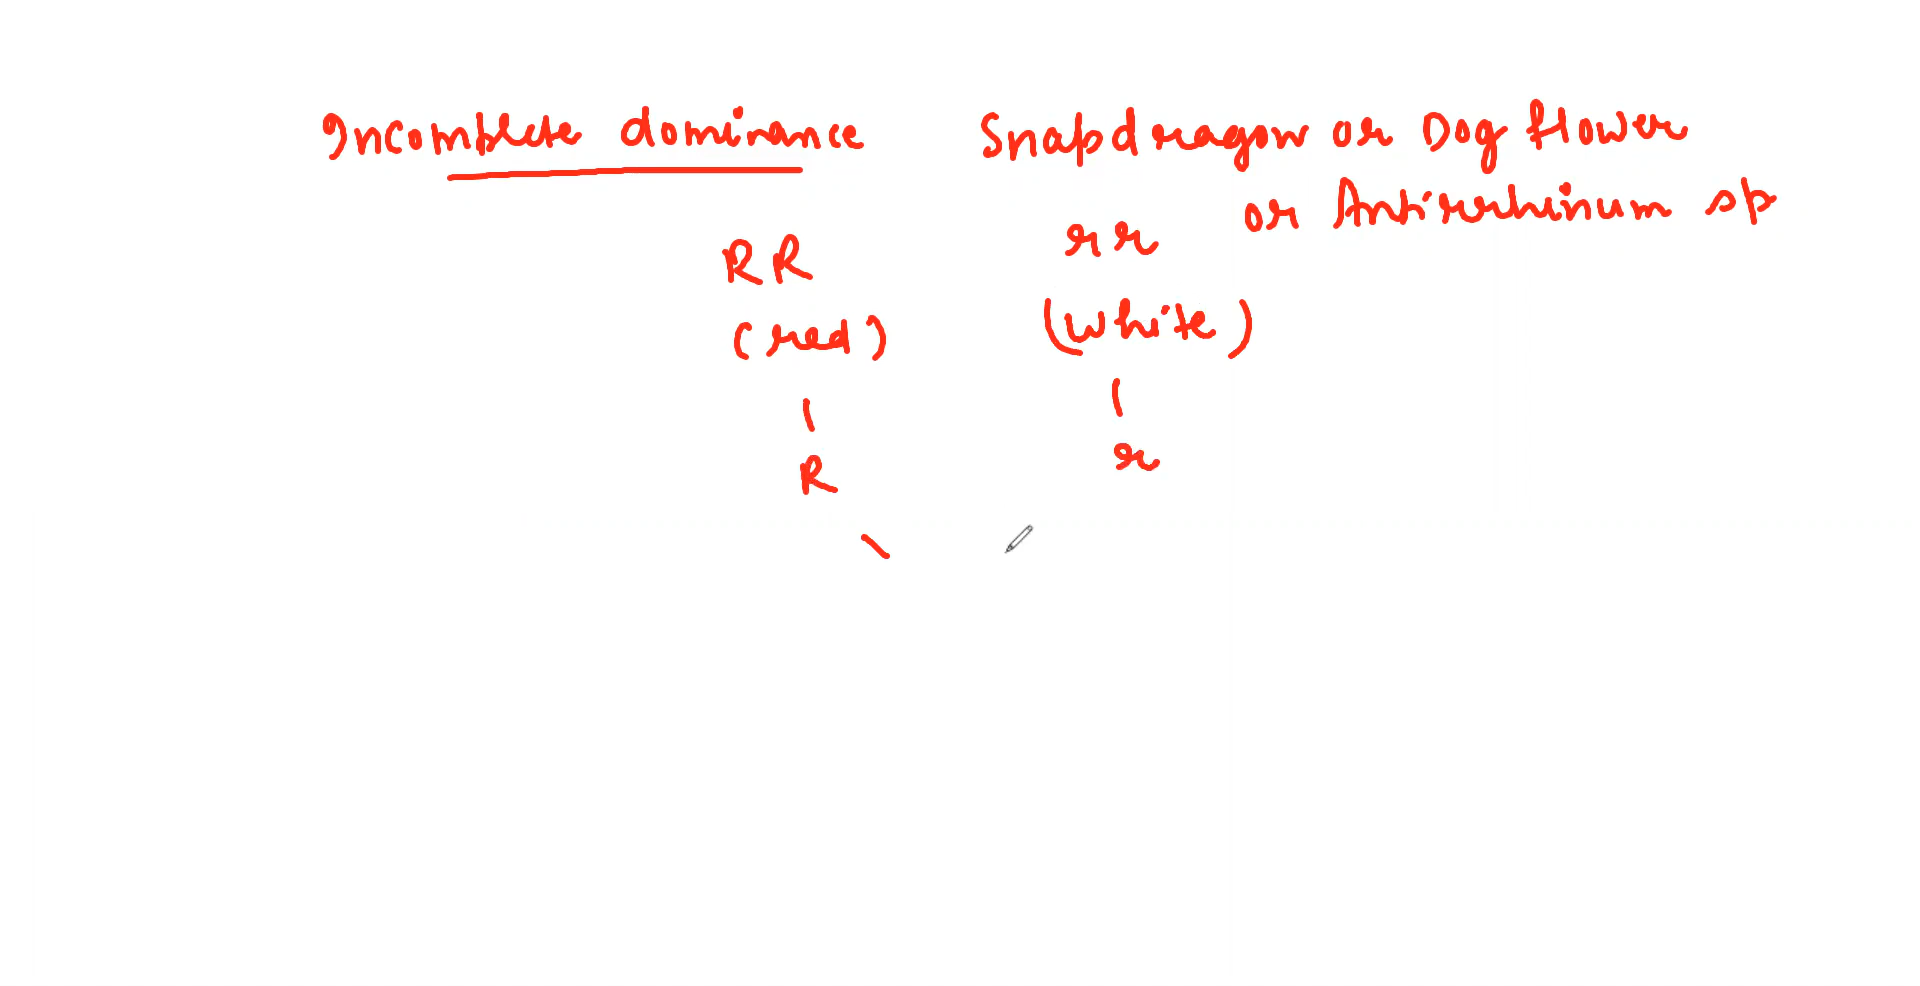 Incomplete dominance Snapdragon or Dog flower
or Antirrhinum sp
RR rr
(red) (white)
R r